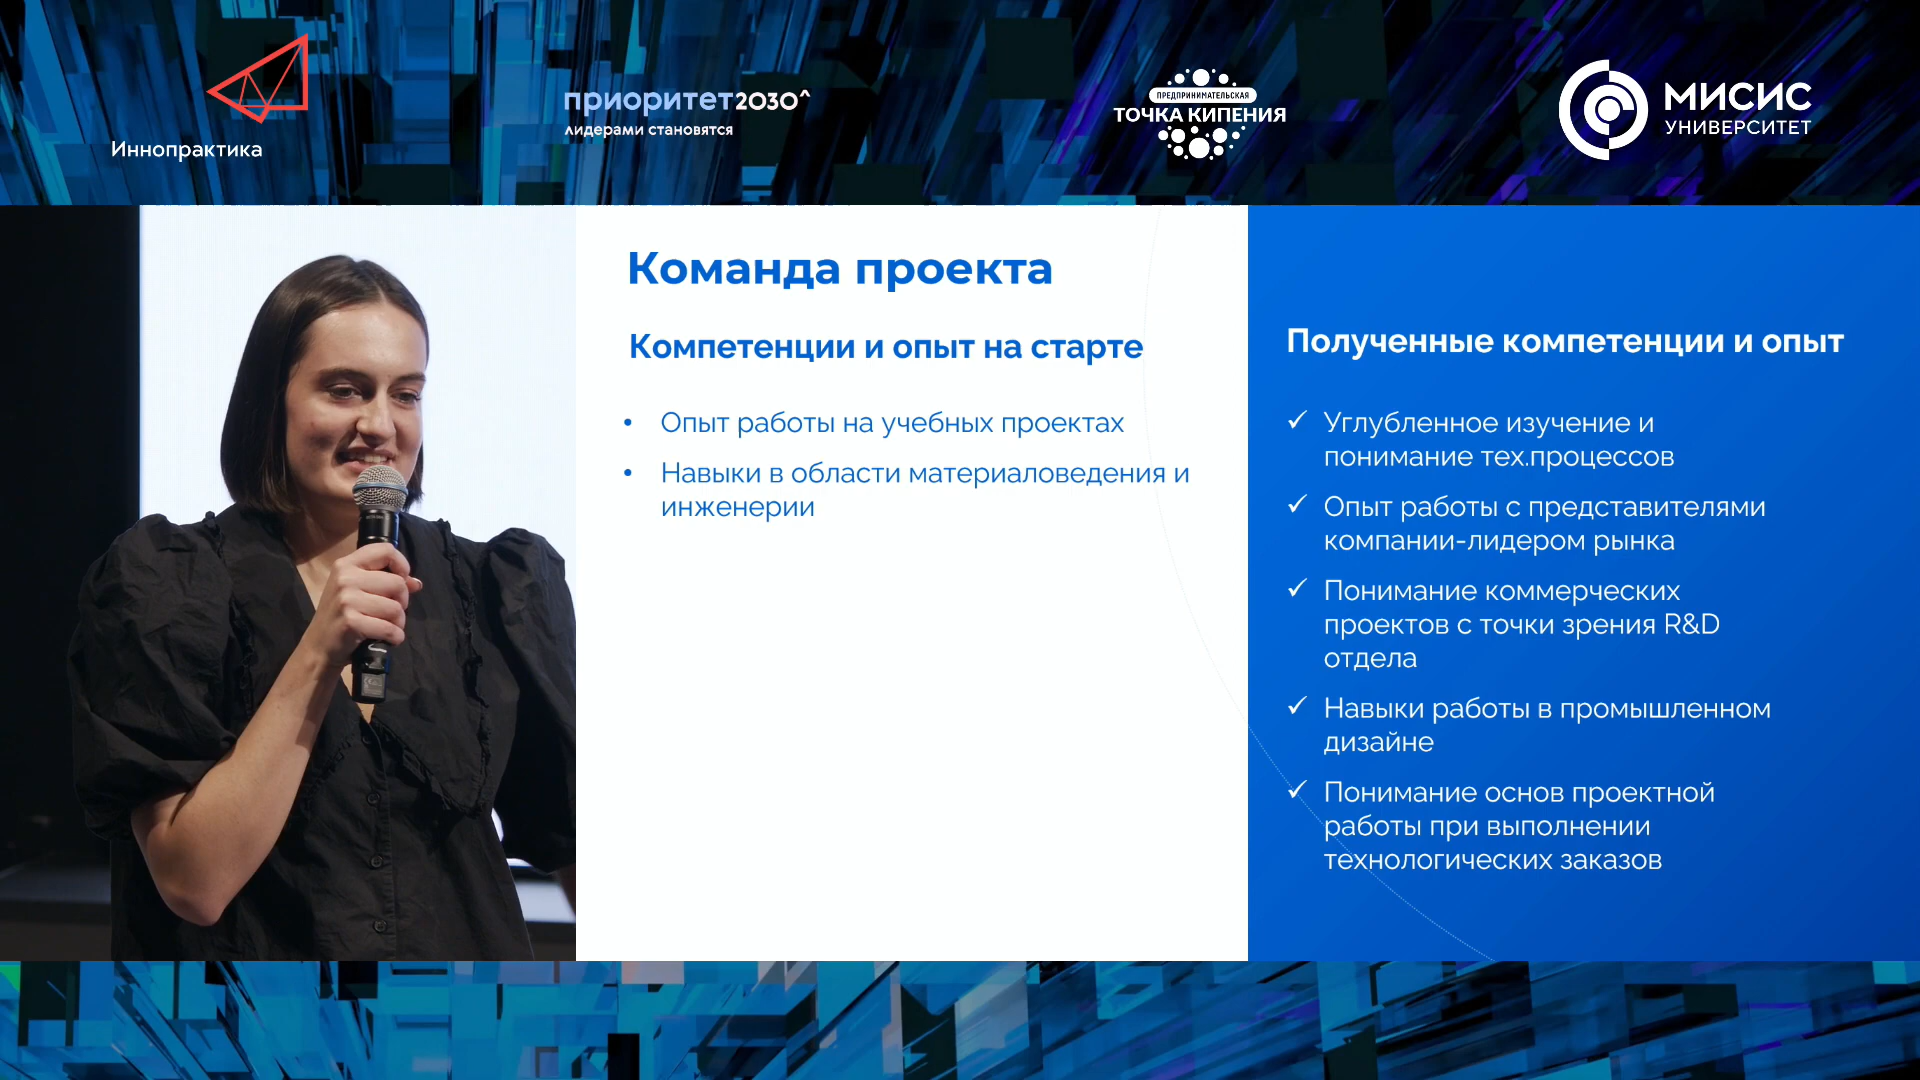 Иннопрактика
приоритет2030^
лидерами становятся
ПРЕДПРИНИМАТЕЛЬСКАЯ
ТОЧКА КИПЕНИЯ
МИСИС
УНИВЕРСИТЕТ
Команда проекта
Компетенции и опыт на старте
• Опыт работы на учебных проектах
• Навыки в области материаловедения и
инженерии
Полученные компетенции и опыт
✓ Углубленное изучение и
понимание тех.процессов
✓ Опыт работы с представителями
компании-лидером рынка
✓ Понимание коммерческих
проектов с точки зрения R&D
отдела
✓ Навыки работы в промышленном
дизайне
✓ Понимание основ проектной
работы при выполнении
технологических заказов